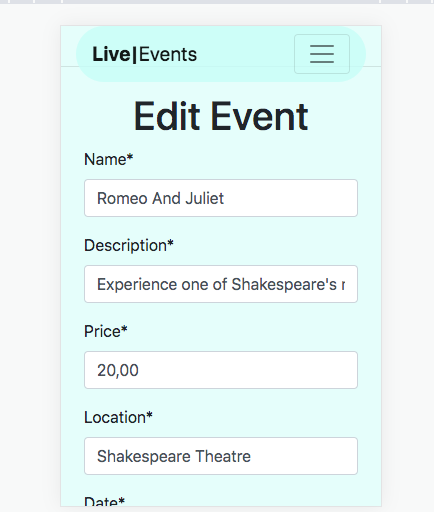 Live|Events
Edit Event
Name*
Romeo And Juliet
Description*
Experience one of Shakespeare's
Price*
20,00
Location*
Shakespeare Theatre
Date*